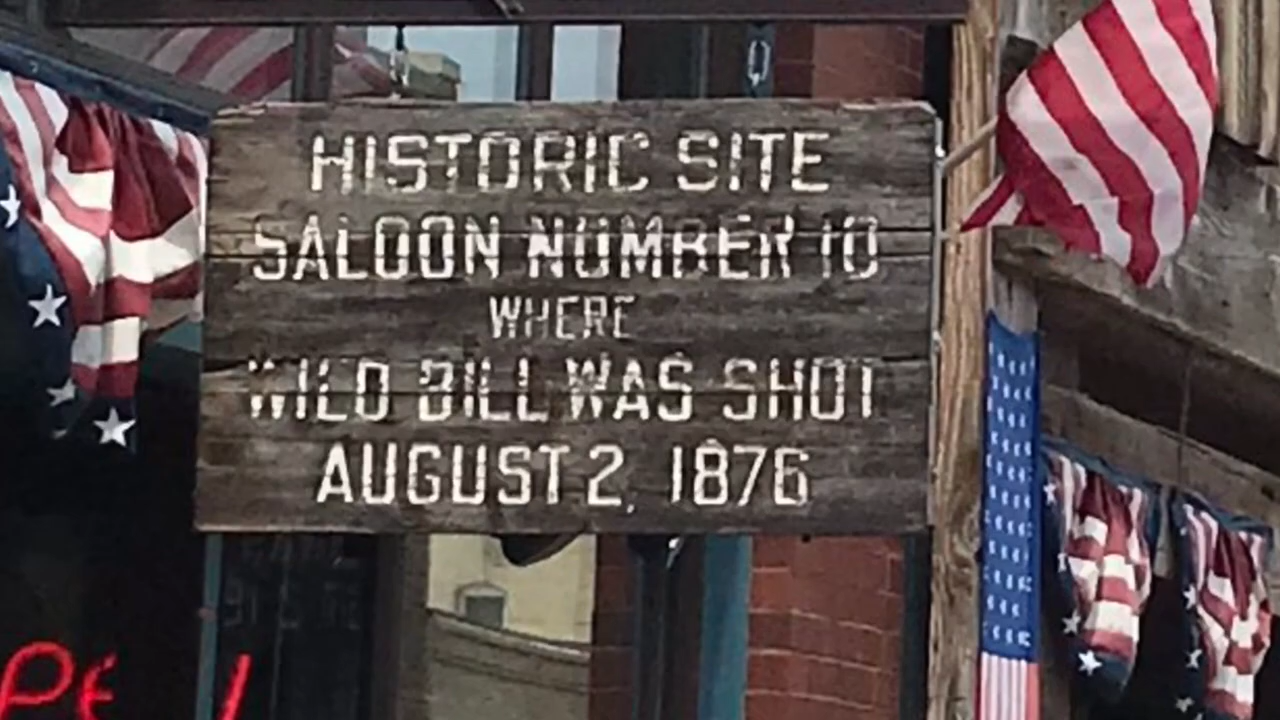 HISTORIC SITE
SALOON NUMBER 10
WHERE
WILD BILL WAS SHOT
AUGUST 2, 1876